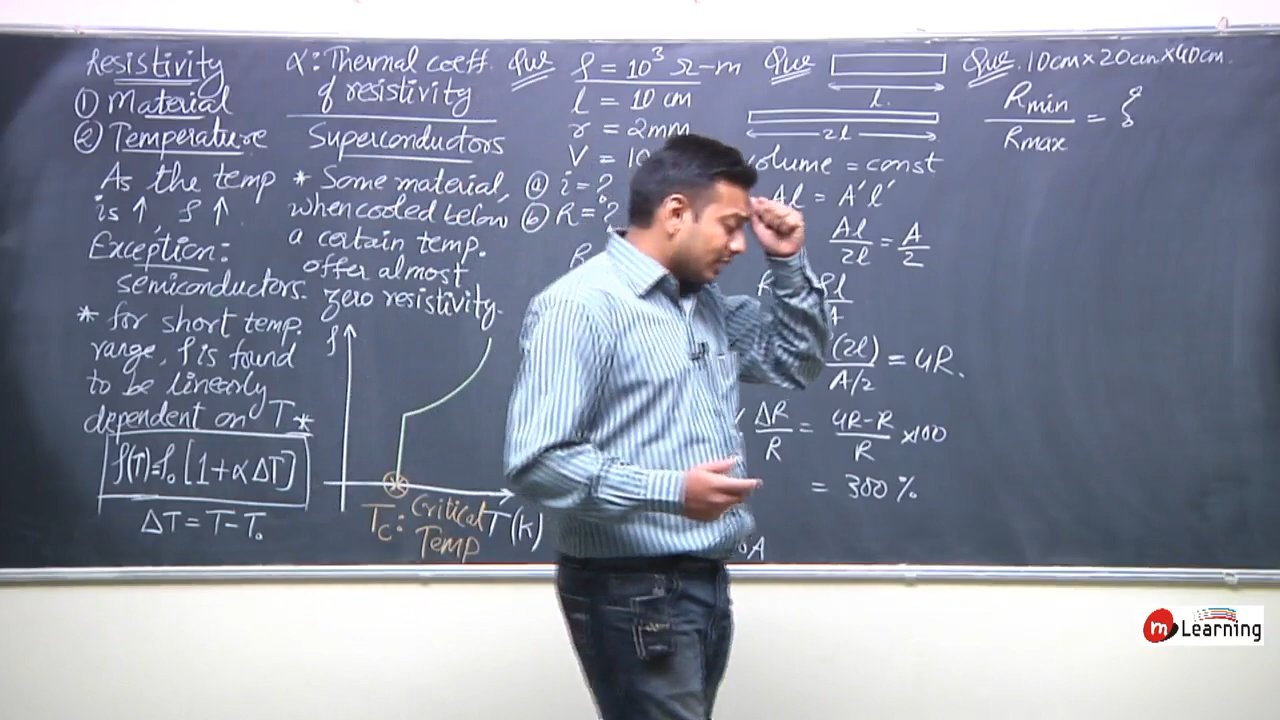 Resistivity
① Material
② Temperature
As the temp
is ↑, ρ ↑
Exception:
semiconductors.
* for short temp.
range, ρ is found
to be linearly
dependent on T *
ρ(T)=ρ₀ [1+α ΔT]
ΔT = T-T₀
α: Thermal coeff.
of resistivity
Superconductors
* Some material,
when cooled below
a certain temp.
offer almost
zero resistivity.
ρ
T(K)
Tc: Critical
Temp
Que
ρ = 10³ Ω-m
l = 10 cm
r = 2mm
V = 10
ⓐ i = ?
ⓑ R = ?
R
A
Que
l.
2l
volume = const
Al = A'l'
Al/2l = A/2
ρl
A
(2l)/A/2 = 4R.
ΔR/R = 4R-R/R ×100
= 300 %
Que. 10cm×20cm×40cm.
Rmin/Rmax = {
m Learning